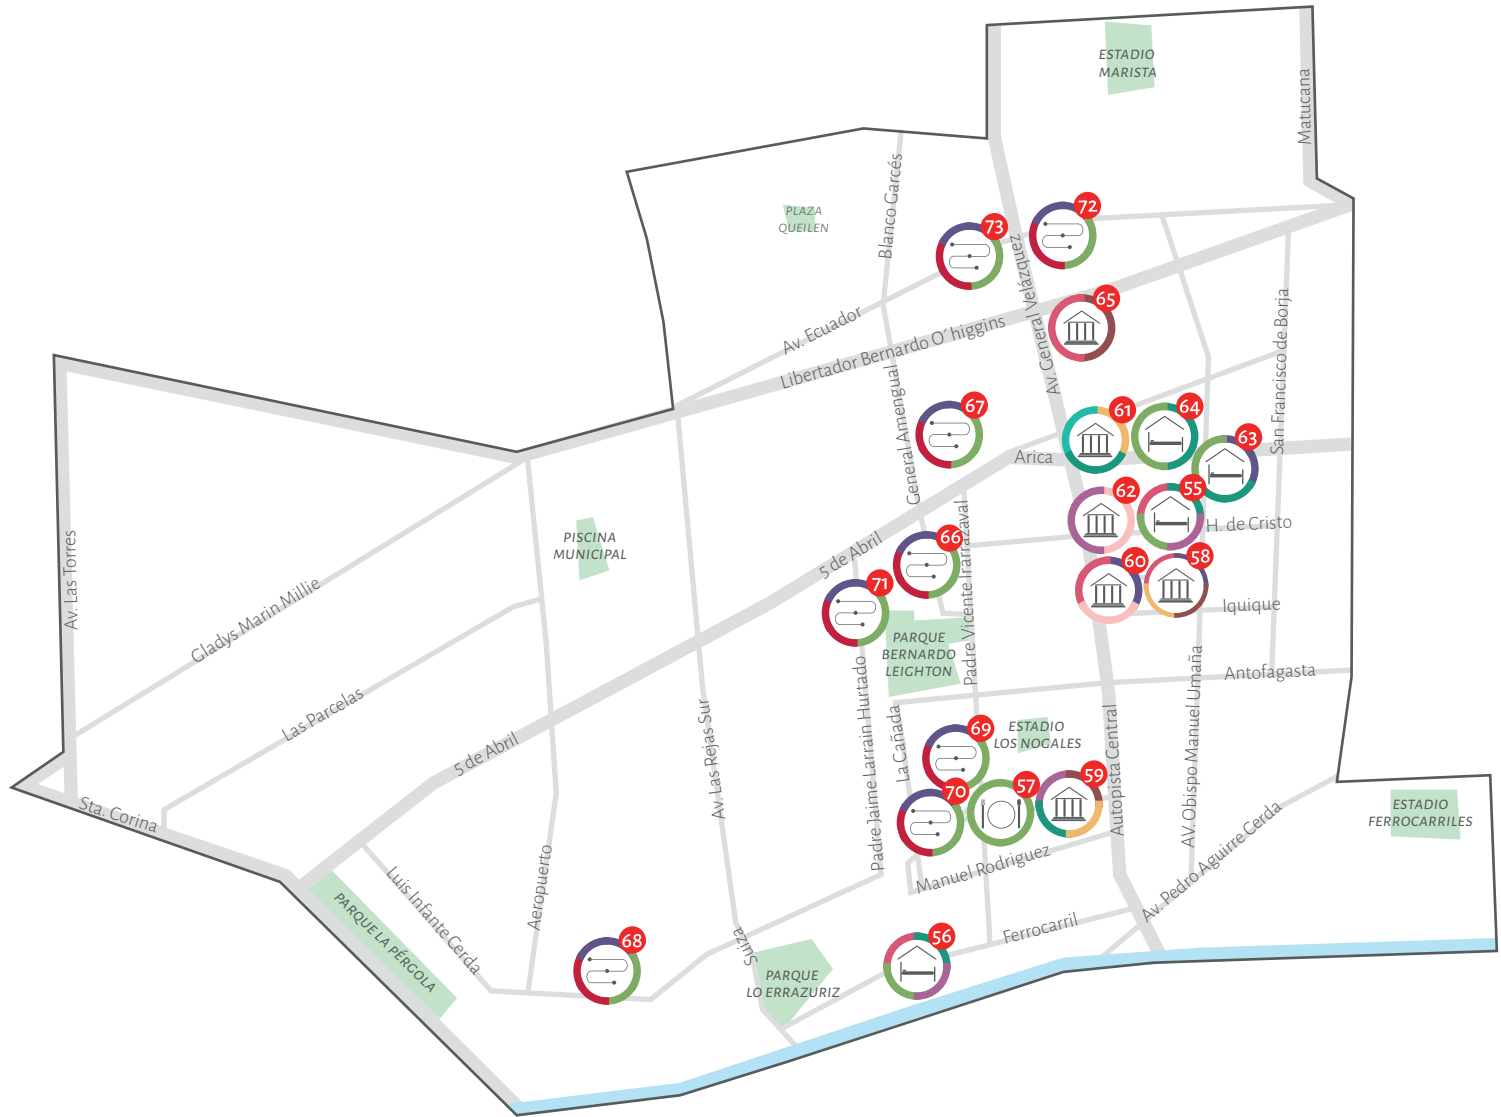 ESTADIO
MARISTA
Matucana
Blanco Garcés
PLAZA
QUEILEN
72
73
Av. General Velázquez
65
Av. Ecuador
Libertador Bernardo O´higgins
San Francisco de Borja
General Amengual
67
61
64
63
Arica
62
55
H. de Cristo
Padre Vicente Irarrazaval
66
5 de Abril
71
60
58
Iquique
PISCINA
MUNICIPAL
Av. Las Torres
Gladys Marin Millie
PARQUE
BERNARDO
LEIGHTON
Antofagasta
Las Parcelas
5 de Abril
Av. Las Rejas Sur
Padre Jaime Larrain Hurtado
La Cañada
69
ESTADIO
LOS NOGALES
Autopista Central
AV. Obispo Manuel Umaña
70
57
59
Sta. Corina
Manuel Rodriguez
Av. Pedro Aguirre Cerda
ESTADIO
FERROCARRILES
Luis Infante Cerda
Aeropuerto
PARQUE LA PÉRGOLA
68
Suiza
56
Ferrocarril
PARQUE
LO ERRAZURIZ